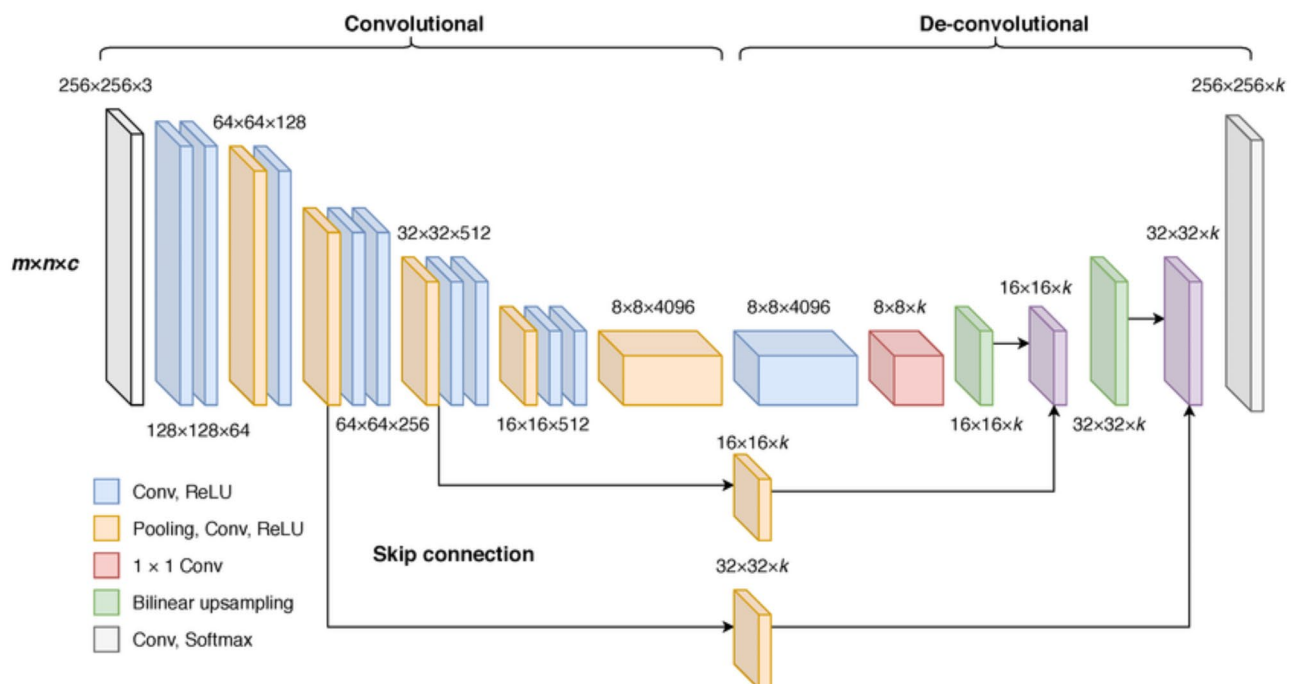 Convolutional
De-convolutional
256×256×3
256×256×k
64×64×128
m×n×c
32×32×512
32×32×k
16×16×k
8×8×4096
8×8×4096
8×8×k
128×128×64
64×64×256
16×16×512
16×16×k
32×32×k
16×16×k
Conv, ReLU
Pooling, Conv, ReLU
Skip connection
1 × 1 Conv
32×32×k
Bilinear upsampling
Conv, Softmax